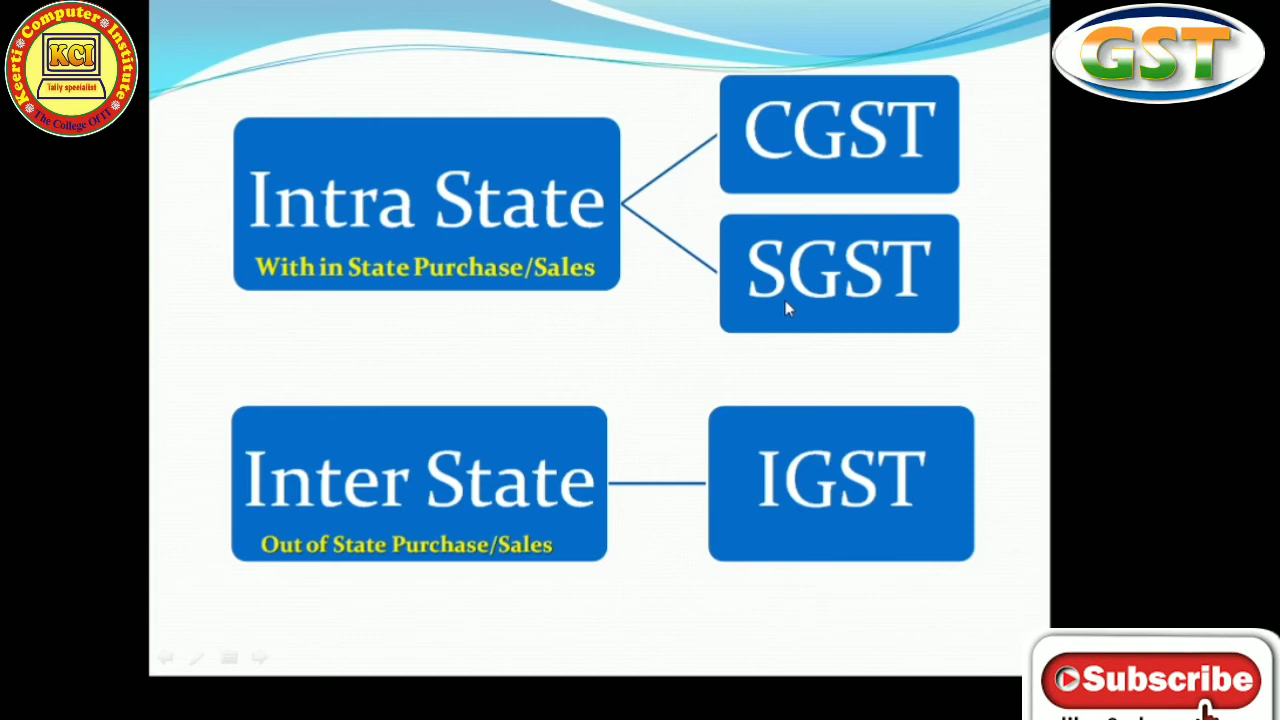 Keerti Computer Institute
KCI
Tally specialist
The College Of IT
GST
CGST
Intra State
With in State Purchase/Sales
SGST
Inter State
Out of State Purchase/Sales
IGST
Subscribe